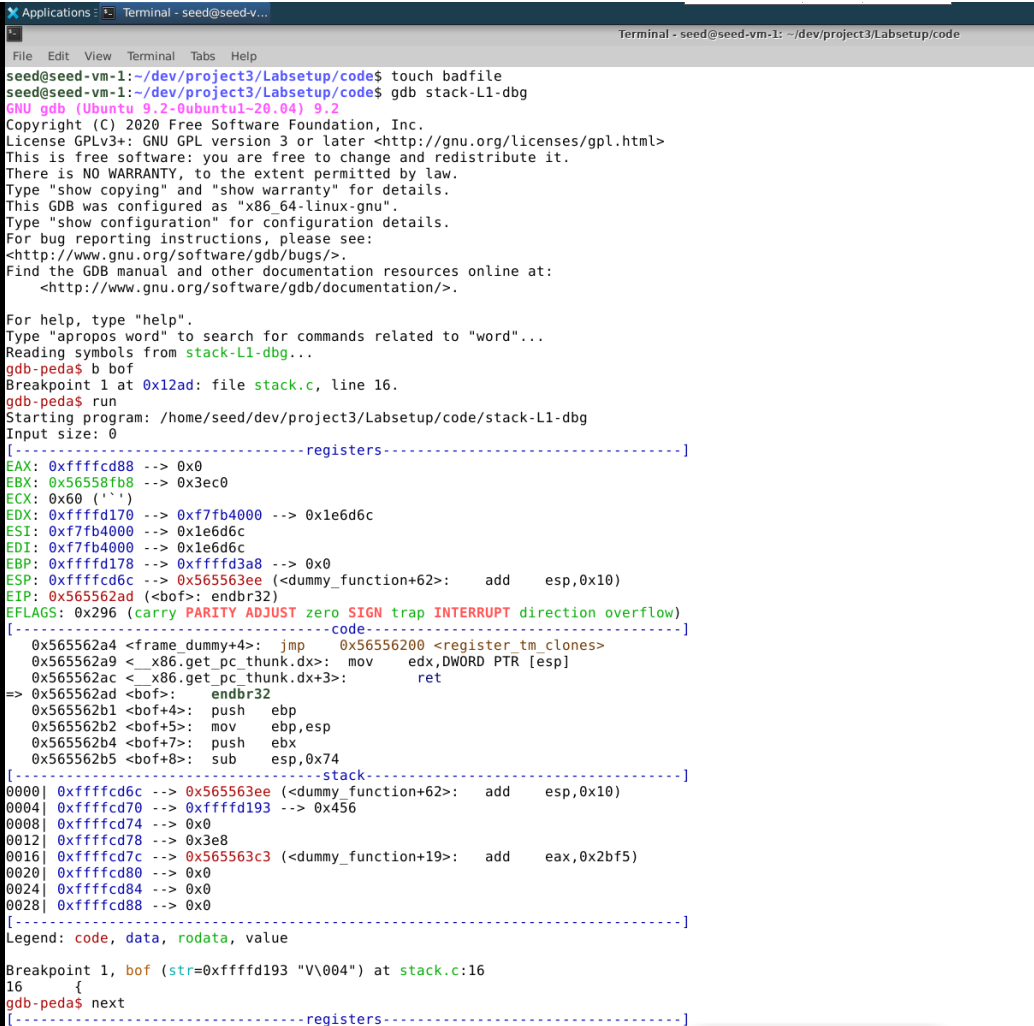 Applications : Terminal - seed@seed-v...
Terminal - seed@seed-vm-1: ~/dev/project3/Labsetup/code
File Edit View Terminal Tabs Help
seed@seed-vm-1:~/dev/project3/Labsetup/code$ touch badfile
seed@seed-vm-1:~/dev/project3/Labsetup/code$ gdb stack-L1-dbg
GNU gdb (Ubuntu 9.2-0ubuntu1~20.04) 9.2
Copyright (C) 2020 Free Software Foundation, Inc.
License GPLv3+: GNU GPL version 3 or later <http://gnu.org/licenses/gpl.html>
This is free software: you are free to change and redistribute it.
There is NO WARRANTY, to the extent permitted by law.
Type "show copying" and "show warranty" for details.
This GDB was configured as "x86_64-linux-gnu".
Type "show configuration" for configuration details.
For bug reporting instructions, please see:
<http://www.gnu.org/software/gdb/bugs/>.
Find the GDB manual and other documentation resources online at:
    <http://www.gnu.org/software/gdb/documentation/>.

For help, type "help".
Type "apropos word" to search for commands related to "word"...
Reading symbols from stack-L1-dbg...
gdb-peda$ b bof
Breakpoint 1 at 0x12ad: file stack.c, line 16.
gdb-peda$ run
Starting program: /home/seed/dev/project3/Labsetup/code/stack-L1-dbg
Input size: 0
[----------------------------------registers-----------------------------------]
EAX: 0xffffcd88 --> 0x0
EBX: 0x56558fb8 --> 0x3ec0
ECX: 0x60 ('`')
EDX: 0xffffd170 --> 0xf7fb4000 --> 0x1e6d6c
ESI: 0xf7fb4000 --> 0x1e6d6c
EDI: 0xf7fb4000 --> 0x1e6d6c
EBP: 0xffffd178 --> 0xffffd3a8 --> 0x0
ESP: 0xffffcd6c --> 0x565563ee (<dummy_function+62>:    add    esp,0x10)
EIP: 0x565562ad (<bof>: endbr32)
EFLAGS: 0x296 (carry PARITY ADJUST zero SIGN trap INTERRUPT direction overflow)
[-------------------------------------code-------------------------------------]
   0x565562a4 <frame_dummy+4>:  jmp    0x56556200 <register_tm_clones>
   0x565562a9 <__x86.get_pc_thunk.dx>:  mov    edx,DWORD PTR [esp]
   0x565562ac <__x86.get_pc_thunk.dx+3>:        ret
=> 0x565562ad <bof>:    endbr32
   0x565562b1 <bof+4>:  push   ebp
   0x565562b2 <bof+5>:  mov    ebp,esp
   0x565562b4 <bof+7>:  push   ebx
   0x565562b5 <bof+8>:  sub    esp,0x74
[------------------------------------stack-------------------------------------]
0000| 0xffffcd6c --> 0x565563ee (<dummy_function+62>:   add    esp,0x10)
0004| 0xffffcd70 --> 0xffffd193 --> 0x456
0008| 0xffffcd74 --> 0x0
0012| 0xffffcd78 --> 0x3e8
0016| 0xffffcd7c --> 0x565563c3 (<dummy_function+19>:   add    eax,0x2bf5)
0020| 0xffffcd80 --> 0x0
0024| 0xffffcd84 --> 0x0
0028| 0xffffcd88 --> 0x0
[------------------------------------------------------------------------------]
Legend: code, data, rodata, value

Breakpoint 1, bof (str=0xffffd193 "V\004") at stack.c:16
16      {
gdb-peda$ next
[----------------------------------registers-----------------------------------]